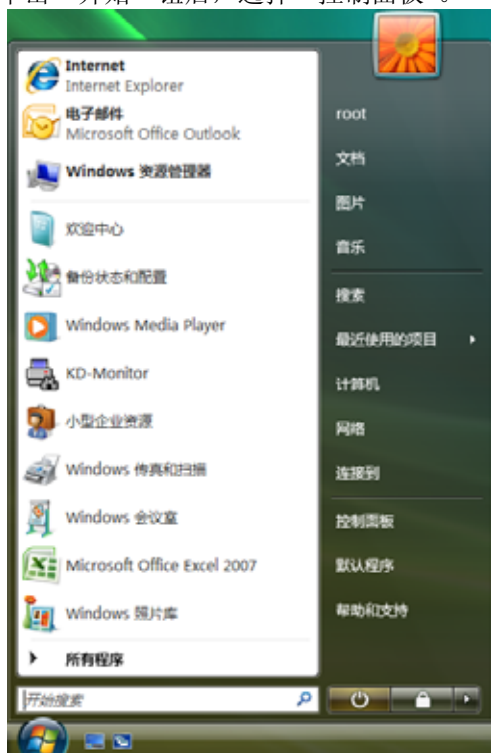 Internet
Internet Explorer
电子邮件
Microsoft Office Outlook
Windows 资源管理器
欢迎中心
备份状态和配置
Windows Media Player
KD-Monitor
小型企业资源
Windows 传真和扫描
Windows 会议室
Microsoft Office Excel 2007
Windows 照片库
所有程序
开始搜索
root
文档
图片
音乐
搜索
最近使用的项目
计算机
网络
连接到
控制面板
默认程序
帮助和支持